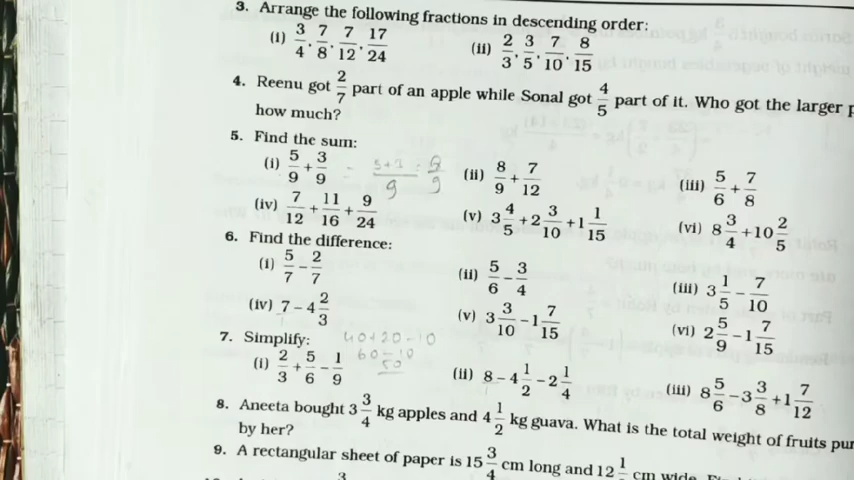 3. Arrange the following fractions in descending order:
(i) 3/4, 7/8, 7/12, 17/24 (ii) 2/3, 3/5, 7/10, 8/15
4. Reenu got 2/7 part of an apple while Sonal got 4/5 part of it. Who got the larger
how much?
5. Find the sum:
(i) 5/9 + 3/9 (ii) 8/9 + 7/12 (iii) 5/6 + 7/8
(iv) 7/12 + 11/16 + 9/24 (v) 3 4/5 + 2 3/10 + 1 1/15 (vi) 8 3/4 + 10 2/5
6. Find the difference:
(i) 5/7 - 2/7 (ii) 5/6 - 3/4 (iii) 3 1/5 - 7/10
(iv) 7 - 4 2/3 (v) 3 3/10 - 1 7/15 (vi) 2 5/9 - 1 7/15
7. Simplify: 40+20-10
60-10
50
(i) 2/3 + 5/6 - 1/9 (ii) 8 - 4 1/2 - 2 1/4 (iii) 8 5/6 - 3 3/8 + 1 7/12
8. Aneeta bought 3 3/4 kg apples and 4 1/2 kg guava. What is the total weight of fruits pur
by her?
9. A rectangular sheet of paper is 15 3/4 cm long and 12 1/2 cm wide.